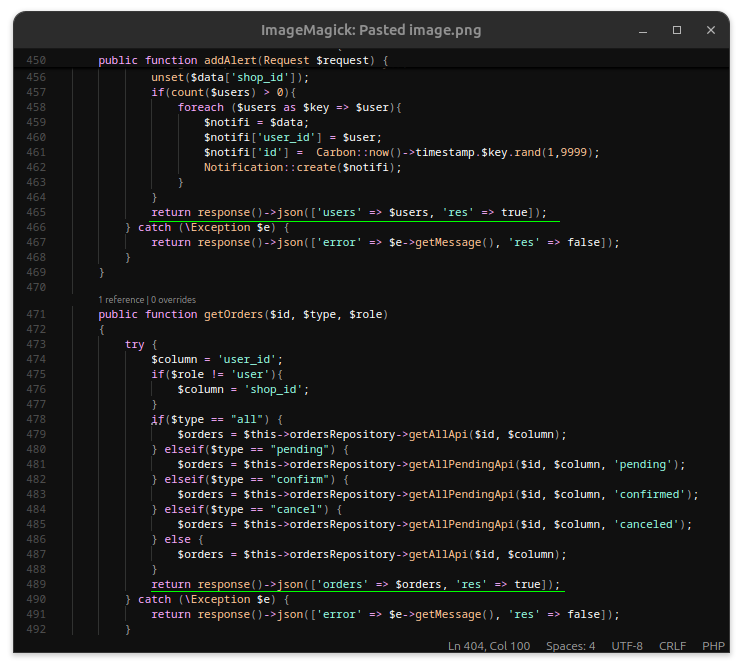 ImageMagick: Pasted image.png
450 public function addAlert(Request $request) {
456 unset($data['shop_id']);
457 if(count($users) > 0){
458 foreach ($users as $key => $user){
459 $notifi = $data;
460 $notifi['user_id'] = $user;
461 $notifi['id'] =  Carbon::now()->timestamp.$key.rand(1,9999);
462 Notification::create($notifi);
463 }
464 }
465 return response()->json(['users' => $users, 'res' => true]);
466 } catch (\Exception $e) {
467 return response()->json(['error' => $e->getMessage(), 'res' => false]);
468 }
469 }
470
1 reference | 0 overrides
471 public function getOrders($id, $type, $role)
472 {
473 try {
474 $column = 'user_id';
475 if($role != 'user'){
476 $column = 'shop_id';
477 }
478 if($type == "all") {
479 $orders = $this->ordersRepository->getAllApi($id, $column);
480 } elseif($type == "pending") {
481 $orders = $this->ordersRepository->getAllPendingApi($id, $column, 'pending');
482 } elseif($type == "confirm") {
483 $orders = $this->ordersRepository->getAllPendingApi($id, $column, 'confirmed');
484 } elseif($type == "cancel") {
485 $orders = $this->ordersRepository->getAllPendingApi($id, $column, 'canceled');
486 } else {
487 $orders = $this->ordersRepository->getAllApi($id, $column);
488 }
489 return response()->json(['orders' => $orders, 'res' => true]);
490 } catch (\Exception $e) {
491 return response()->json(['error' => $e->getMessage(), 'res' => false]);
492 }
Ln 404, Col 100 Spaces: 4 UTF-8 CRLF PHP